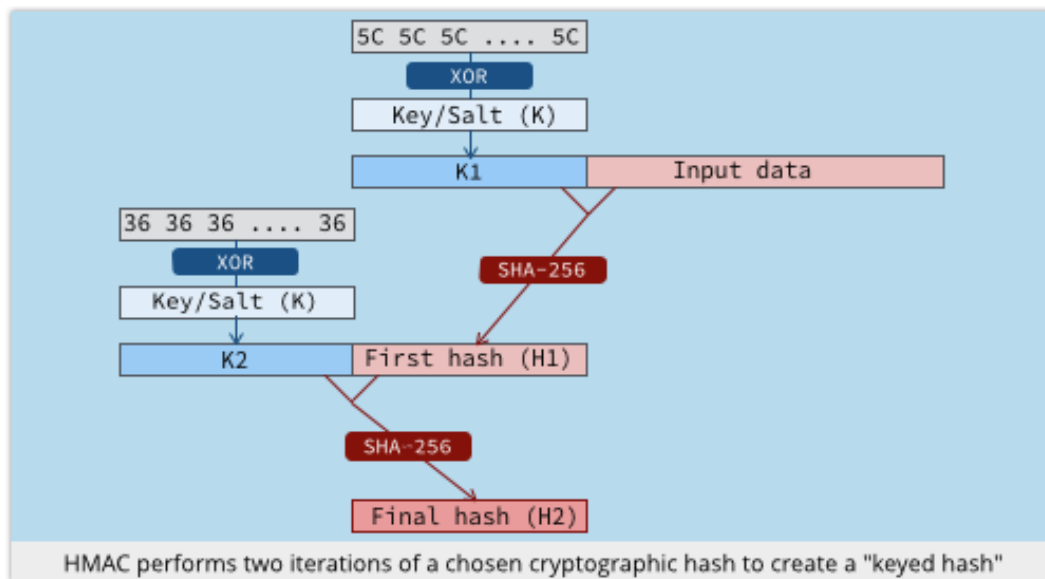 5C 5C 5C .... 5C
XOR
Key/Salt (K)
K1
Input data
36 36 36 .... 36
XOR
SHA-256
Key/Salt (K)
K2
First hash (H1)
SHA-256
Final hash (H2)
HMAC performs two iterations of a chosen cryptographic hash to create a "keyed hash"